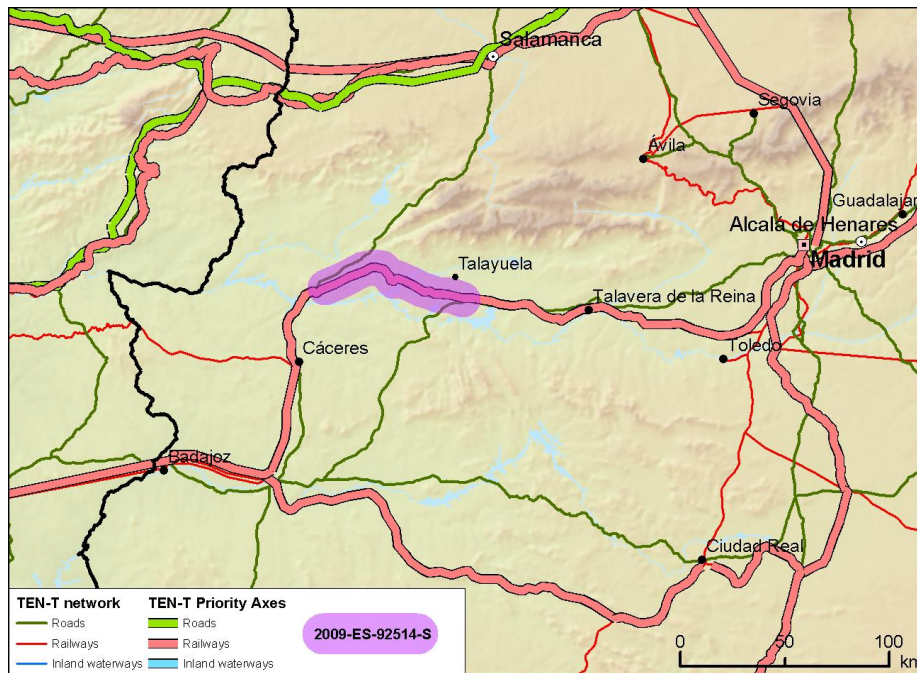 Salamanca
Segovia
Ávila
Guadalajar
Alcalá de Henares
Madrid
Talayuela
Talavera de la Reina
Toledo
Cáceres
Badajoz
Ciudad Real
TEN-T network TEN-T Priority Axes
Roads Roads
Railways Railways
Inland waterways Inland waterways
2009-ES-92514-S
0 50 100
km